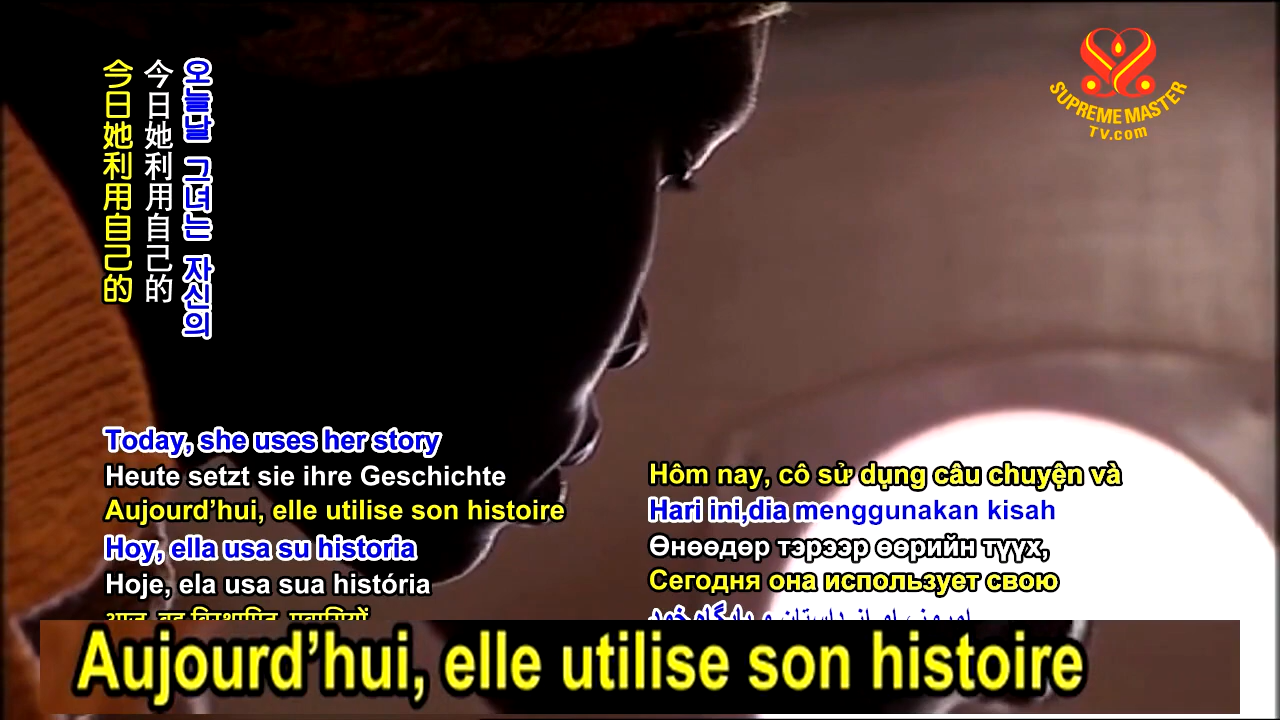 今日她利用自己的
今日她利用自己的
오늘날 그녀는 자신의
SUPREME MASTER
TV.com
Today, she uses her story
Heute setzt sie ihre Geschichte
Aujourd’hui, elle utilise son histoire
Hoy, ella usa su historia
Hoje, ela usa sua história
Hôm nay, cô sử dụng câu chuyện và
Hari ini,dia menggunakan kisah
Өнөөдөр тэрээр өөрийн түүх,
Сегодня она использует свою
Aujourd’hui, elle utilise son histoire